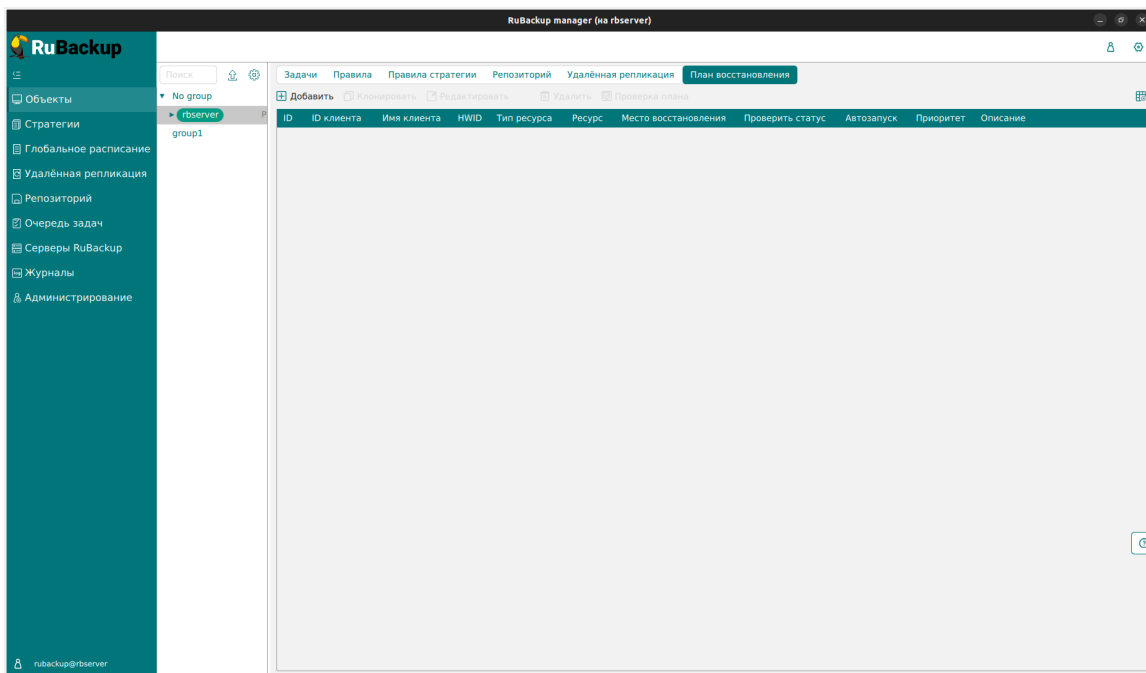 RuBackup manager (на rbserver)
RuBackup
Поиск
Задачи Правила Правила стратегии Репозиторий Удалённая репликация План восстановления
Объекты
No group
Добавить Клонировать Редактировать Удалить Проверка плана
rbserver P
ID ID клиента Имя клиента HWID Тип ресурса Ресурс Место восстановления Проверить статус Автозапуск Приоритет Описание
Стратегии
group1
Глобальное расписание
Удалённая репликация
Репозиторий
Очередь задач
Серверы RuBackup
Журналы
Администрирование
rubackup@rbserver